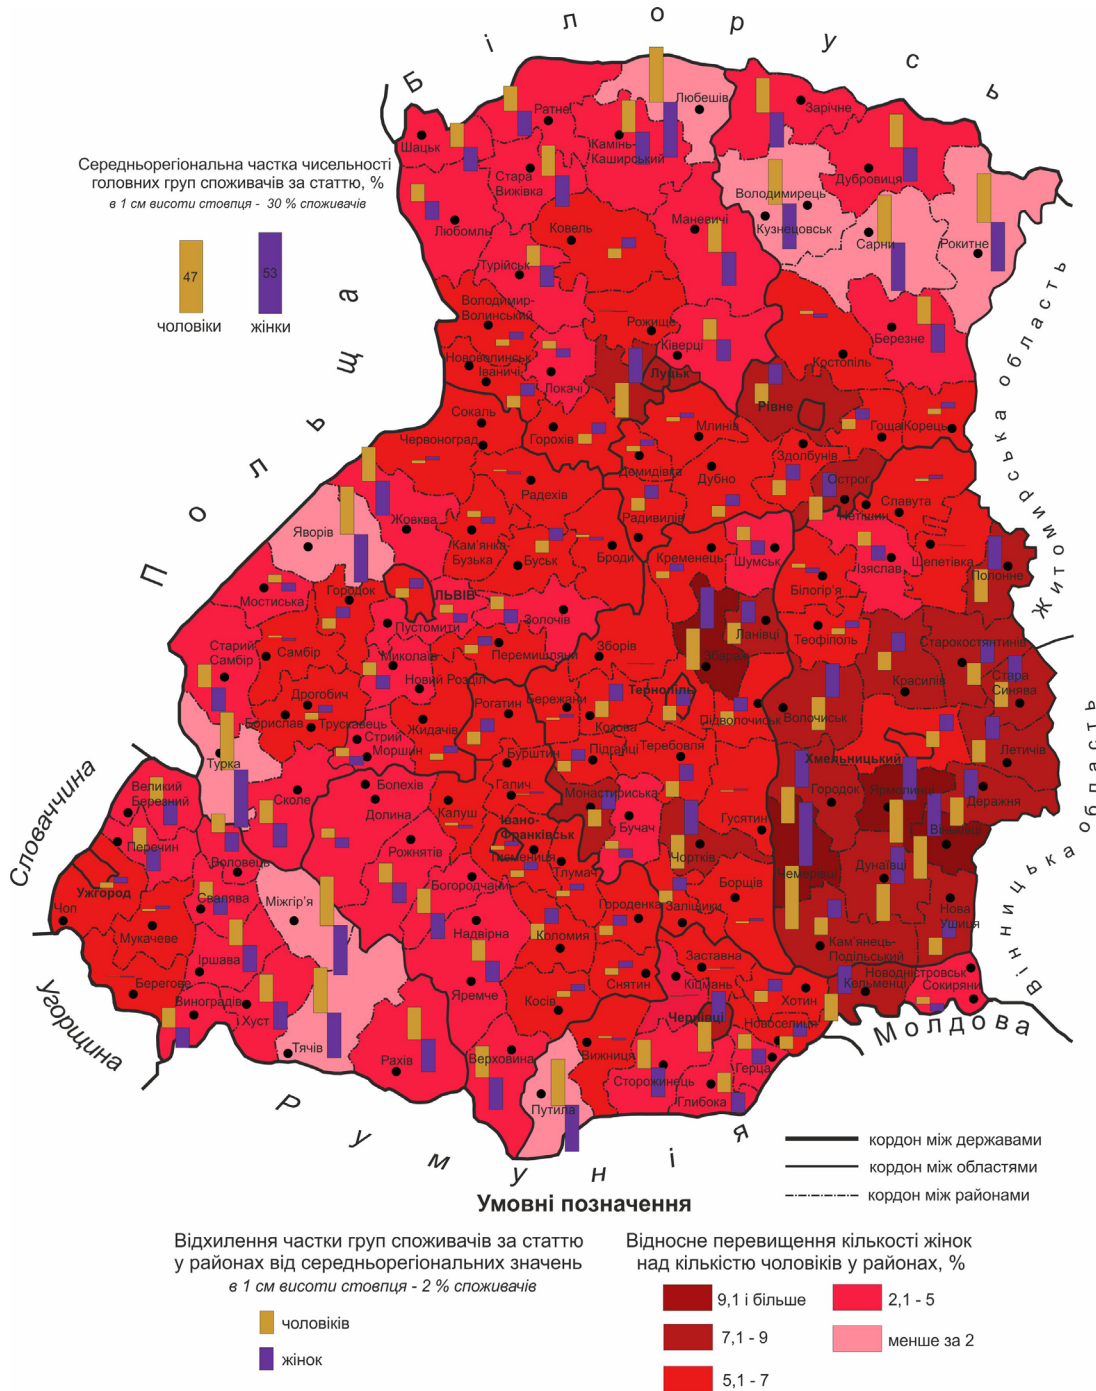 Білорусь
Польща
Словаччина
Угорщина
Румунія
Молдова
Житомирська область
Вінницька область
Середньорегіональна частка чисельності
головних груп споживачів за статтю, %
в 1 см висоти стовпця - 30 % споживачів
47
53
чоловіки
жінки
Любешів
Зарічне
Ратне
Камінь-
Каширський
Шацьк
Стара
Вижівка
Дубровиця
Володимирець
Кузнецовськ
Сарни
Рокитне
Любомль
Ковель
Маневичі
Турійськ
Володимир-
Волинський
Рожище
Ківерці
Березне
Костопіль
Нововолинськ
Іваничі
Локачі
Луцьк
Рівне
Сокаль
Червоноград
Горохів
Млинів
Гоща
Корець
Здолбунів
Демидівка
Дубно
Острог
Нетішин
Славута
Радехів
Радивилів
Жовква
Яворів
Кам’янка
Бузька
Буськ
Броди
Кременець
Шумськ
Ізяслав
Шепетівка
Полонне
Мостиська
Городок
ЛЬВІВ
Білогір’я
Пустомити
Золочів
Ланівці
Теофіполь
Старокостянтинів
Старий
Самбір
Самбір
Миколаїв
Перемишляни
Зборів
Збараж
Стара
Синява
Красилів
Новий Розділ
Дрогобич
Борислав
Трускавець
Рогатин
Бережани
Тернопіль
Козова
Підволочиськ
Волочиськ
Жидачів
Стрий
Моршин
Бурштин
Підгайці
Теребовля
Летичів
Хмельницький
Турка
Великий
Березний
Сколе
Болехів
Долина
Калуш
Галич
Монастириська
Городок
Ярмолинці
Деражня
Івано-
Франківськ
Бучач
Гусятин
Віньківці
Перечин
Воловець
Рожнятів
Тисмениця
Тлумач
Чортків
Чемерівці
Дунаївці
Ужгород
Свалява
Міжгір’я
Богородчани
Борщів
Нова
Ушиця
Чоп
Мукачеве
Надвірна
Городенка
Заліщики
Коломия
Кам’янець-
Подільський
Іршава
Берегове
Виноградів
Хуст
Яремче
Косів
Снятин
Заставна
Кіцмань
Хотин
Новодністровськ
Кельменці
Сокиряни
Чернівці
Новоселиця
Тячів
Рахів
Верховина
Вижниця
Герца
Сторожинець
Глибока
Путила
кордон між державами
кордон між областями
кордон між районами
Умовні позначення
Відхилення частки груп споживачів за статтю
у районах від середньорегіональних значень
в 1 см висоти стовпця - 2 % споживачів
чоловіків
жінок
Відносне перевищення кількості жінок
над кількістю чоловіків у районах, %
9,1 і більше
7,1 - 9
5,1 - 7
2,1 - 5
менше за 2